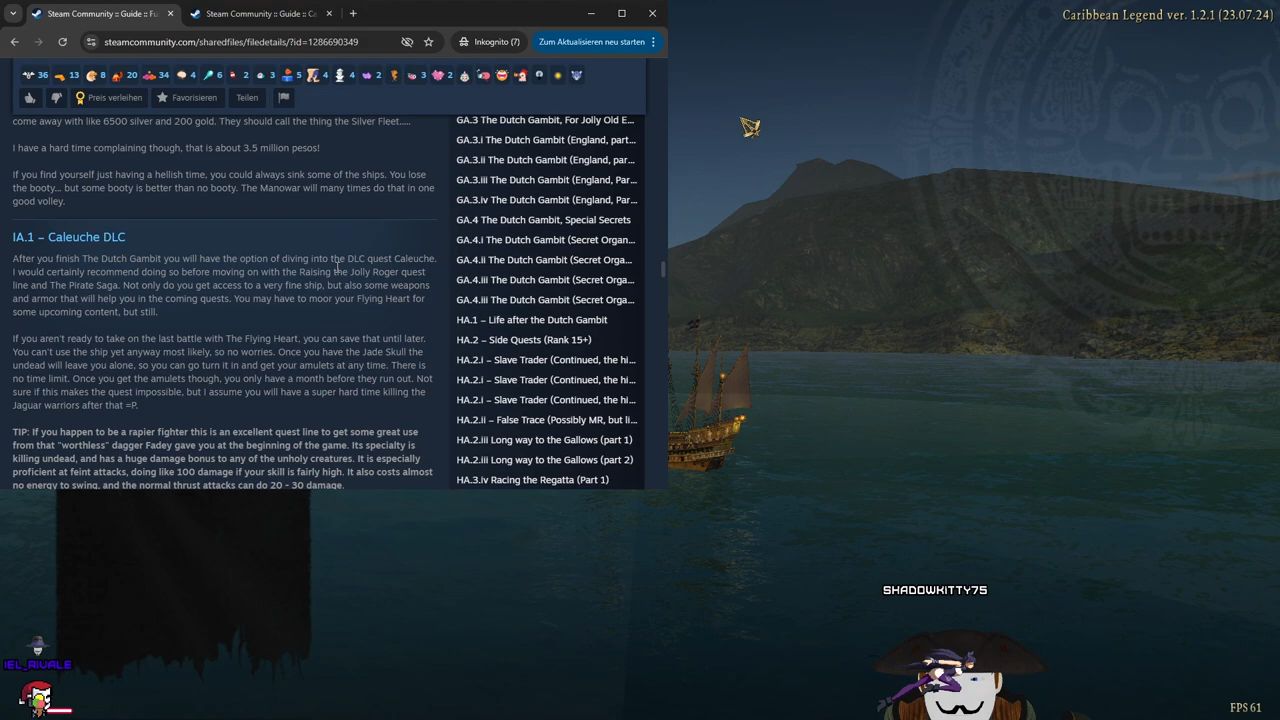 Steam Community :: Guide :: Fu
Steam Community :: Guide :: Ca
steamcommunity.com/sharedfiles/filedetails/?id=1286690349
Inkognito (7)
Zum Aktualisieren neu starten
36 13 8 20 34 4 6 2 3 5 4 4 2 3 2
Preis verleihen
Favorisieren
Teilen
come away with like 6500 silver and 200 gold. They should call the thing the Silver Fleet.....
I have a hard time complaining though, that is about 3.5 million pesos!
If you find yourself just having a hellish time, you could always sink some of the ships. You lose
the booty... but some booty is better than no booty. The Manowar will many times do that in one
good volley.
IA.1 – Caleuche DLC
After you finish The Dutch Gambit you will have the option of diving into the DLC quest Caleuche.
I would certainly recommend doing so before moving on with the Raising the Jolly Roger quest
line and The Pirate Saga. Not only do you get access to a very fine ship, but also some weapons
and armor that will help you in the coming quests. You may have to moor your Flying Heart for
some upcoming content, but still.
If you aren't ready to take on the last battle with The Flying Heart, you can save that until later.
You can't use the ship yet anyway most likely, so no worries. Once you have the Jade Skull the
undead will leave you alone, so you can go turn it in and get your amulets at any time. There is
no time limit. Once you get the amulets though, you only have a month before they run out. Not
sure if this makes the quest impossible, but I assume you will have a super hard time killing the
Jaguar warriors after that =P.
TIP: If you happen to be a rapier fighter this is an excellent quest line to get some great use
from that "worthless" dagger Fadey gave you at the beginning of the game. Its specialty is
killing undead, and has a huge damage bonus to any of the unholy creatures. It is especially
proficient at feint attacks, doing like 100 damage if your skill is fairly high. It also costs almost
no energy to swing, and the normal thrust attacks can do 20 - 30 damage.
GA.3 The Dutch Gambit, For Jolly Old E...
GA.3.i The Dutch Gambit (England, part...
GA.3.ii The Dutch Gambit (England, par...
GA.3.iii The Dutch Gambit (England, Par...
GA.3.iv The Dutch Gambit (England, Par...
GA.4 The Dutch Gambit, Special Secrets
GA.4.i The Dutch Gambit (Secret Organ...
GA.4.ii The Dutch Gambit (Secret Orga...
GA.4.iii The Dutch Gambit (Secret Orga...
GA.4.iii The Dutch Gambit (Secret Orga...
HA.1 – Life after the Dutch Gambit
HA.2 – Side Quests (Rank 15+)
HA.2.i – Slave Trader (Continued, the hi...
HA.2.i – Slave Trader (Continued, the hi...
HA.2.i – Slave Trader (Continued, the hi...
HA.2.ii – False Trace (Possibly MR, but li...
HA.2.iii Long way to the Gallows (part 1)
HA.2.iii Long way to the Gallows (part 2)
HA.3.iv Racing the Regatta (Part 1)
Caribbean Legend ver. 1.2.1 (23.07.24)
SHADOWKITTY75
IEL_RIVALE
FPS 61